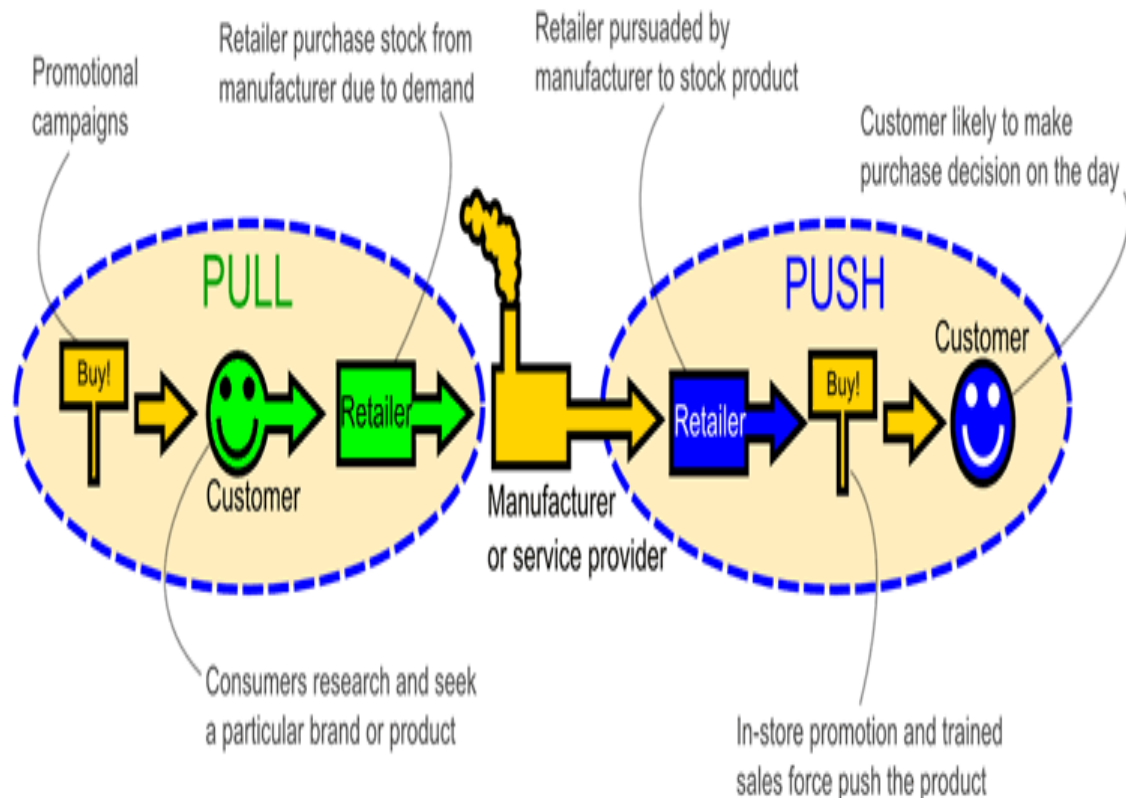 Promotional
campaigns
Retailer purchase stock from
manufacturer due to demand
Retailer pursuaded by
manufacturer to stock product
Customer likely to make
purchase decision on the day
PULL
PUSH
Buy!
Customer
Retailer
Manufacturer
or service provider
Retailer
Buy!
Customer
Consumers research and seek
a particular brand or product
In-store promotion and trained
sales force push the product